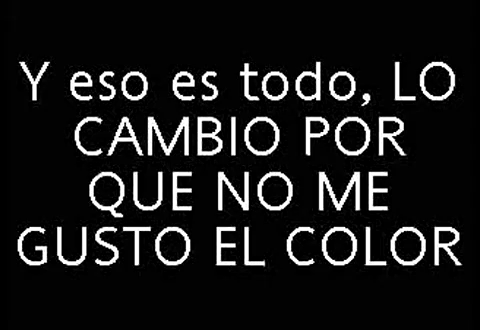 Y eso es todo, LO
CAMBIO POR
QUE NO ME
GUSTO EL COLOR